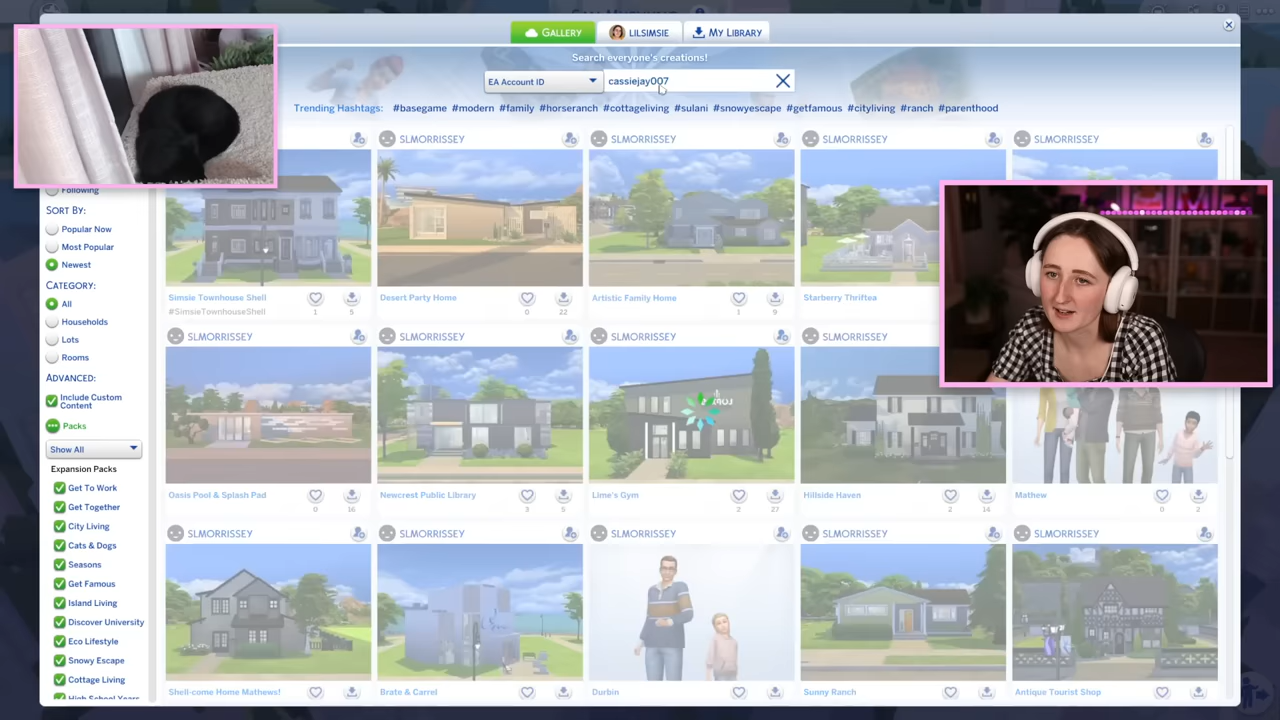 GALLERY
LILSIMSIE
MY LIBRARY
Search everyone's creations!
EA Account ID
cassiejay007
Trending Hashtags: #basegame #modern #family #horseranch #cottageliving #sulani #snowyescape #getfamous #cityliving #ranch #parenthood
Following
SORT BY:
Popular Now
Most Popular
Newest
CATEGORY:
All
Households
Lots
Rooms
ADVANCED:
Include Custom
Content
Packs
Show All
Expansion Packs
Get To Work
Get Together
City Living
Cats & Dogs
Seasons
Get Famous
Island Living
Discover University
Eco Lifestyle
Snowy Escape
Cottage Living
High School Years
SLMORRISSEY
SLMORRISSEY
SLMORRISSEY
SLMORRISSEY
Simsie Townhouse Shell
1
5
#SimsieTownhouseShell
Desert Party Home
0
22
Artistic Family Home
1
9
Starberry Thriftea
SLMORRISSEY
SLMORRISSEY
SLMORRISSEY
SLMORRISSEY
Oasis Pool & Splash Pad
0
16
Newcrest Public Library
3
5
Lime's Gym
2
27
Hillside Haven
2
14
Mathew
0
2
SLMORRISSEY
SLMORRISSEY
SLMORRISSEY
SLMORRISSEY
SLMORRISSEY
Shell-come Home Mathews!
Brate & Carrel
Durbin
Sunny Ranch
Antique Tourist Shop